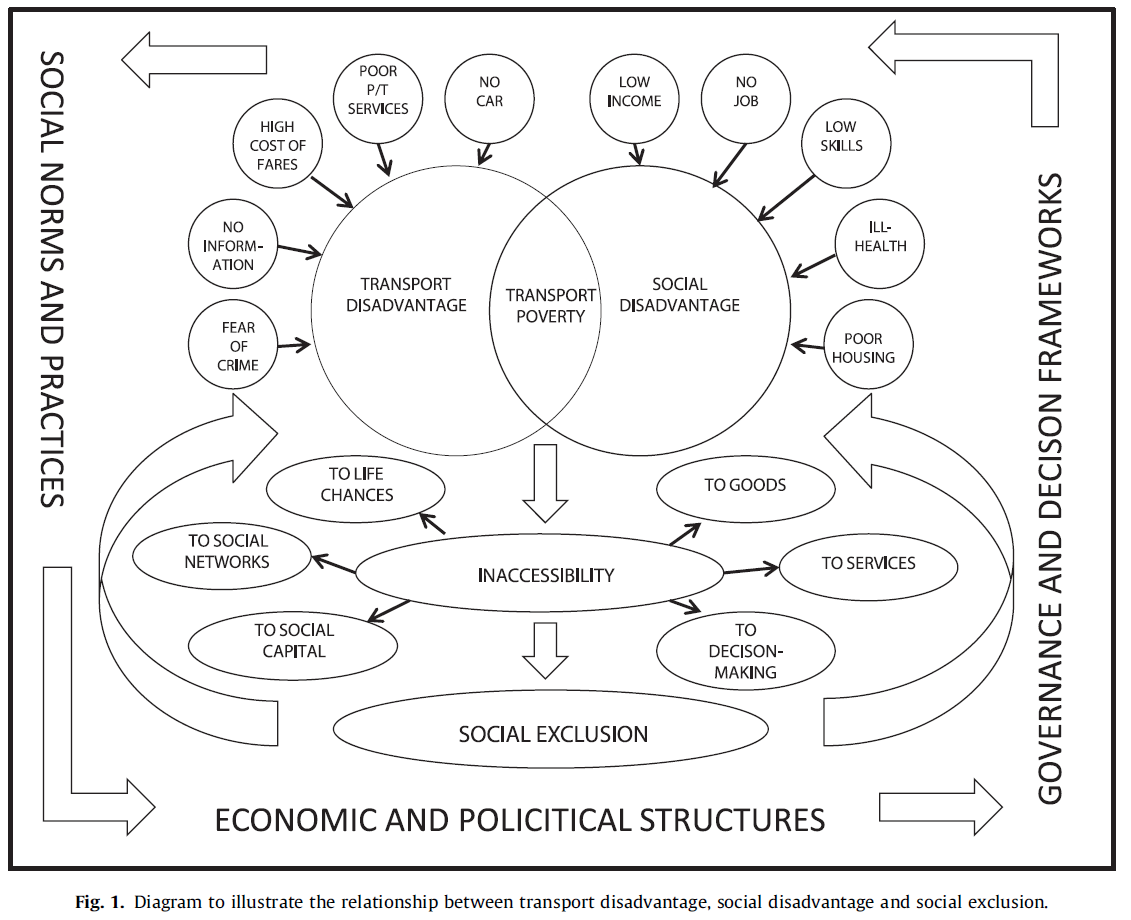 SOCIAL NORMS AND PRACTICES
POOR
P/T
SERVICES
NO
CAR
LOW
INCOME
NO
JOB
HIGH
COST OF
FARES
LOW
SKILLS
NO
INFORM-
ATION
ILL-
HEALTH
FEAR
OF
CRIME
POOR
HOUSING
TRANSPORT
DISADVANTAGE
TRANSPORT
POVERTY
SOCIAL
DISADVANTAGE
GOVERNANCE AND DECISON FRAMEWORKS
TO LIFE
CHANCES
TO GOODS
TO SOCIAL
NETWORKS
INACCESSIBILITY
TO SERVICES
TO SOCIAL
CAPITAL
TO
DECISON-
MAKING
SOCIAL EXCLUSION
ECONOMIC AND POLICITICAL STRUCTURES
Fig. 1. Diagram to illustrate the relationship between transport disadvantage, social disadvantage and social exclusion.